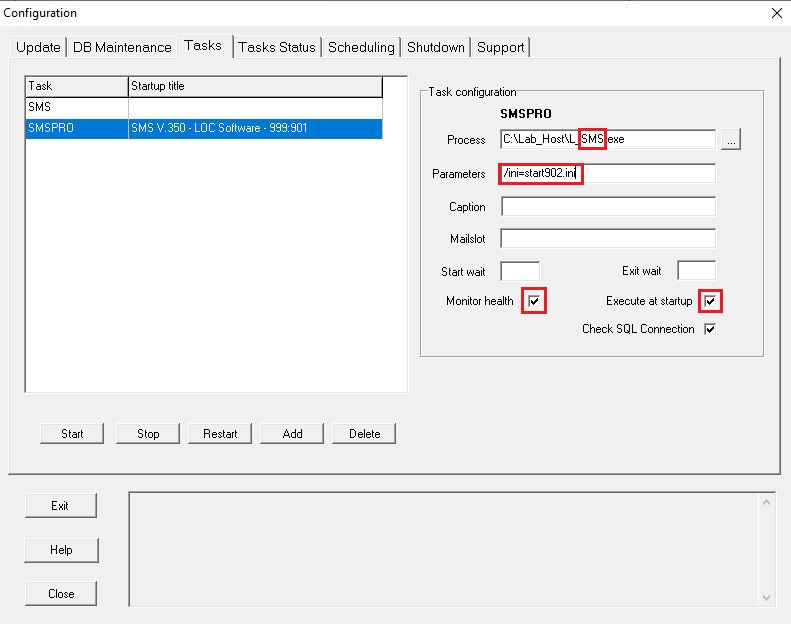 Configuration
Update DB Maintenance Tasks Tasks Status Scheduling Shutdown Support
Task Startup title
SMS
SMSPRO SMS V.350 - LOC Software - 999:901
Task configuration
SMSPRO
Process C:\Lab_Host\L_SMS.exe ...
Parameters /ini=start902.ini
Caption
Mailslot
Start wait Exit wait
Monitor health Execute at startup
Check SQL Connection
Start Stop Restart Add Delete
Exit
Help
Close